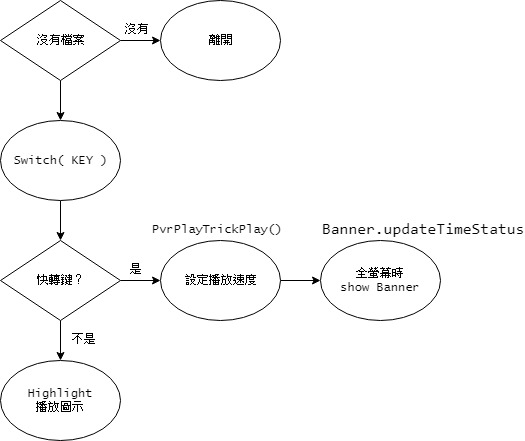 沒有檔案
沒有
離開
Switch( KEY )
PvrPlayTrickPlay()
Banner.updateTimeStatus
快轉鍵？
是
設定播放速度
全螢幕時
show Banner
不是
Highlight
播放圖示